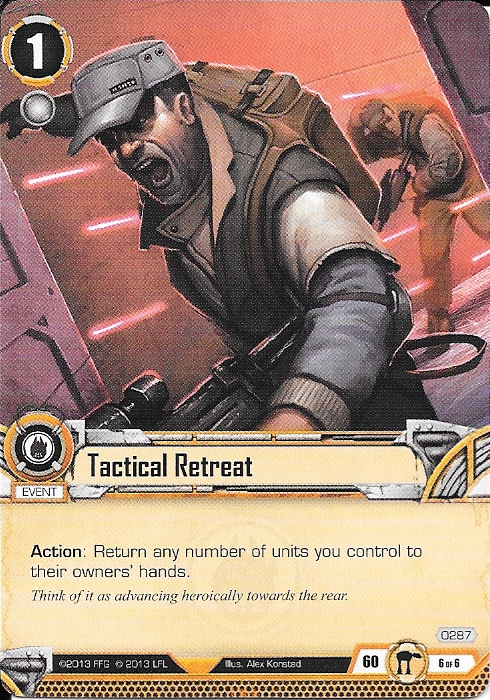 1
Tactical Retreat
EVENT
Action: Return any number of units you control to
their owners' hands.
Think of it as advancing heroically towards the rear.
0287
©2013 FFG © 2013 LFL
Illus. Alex Konstad
60
6 OF 6